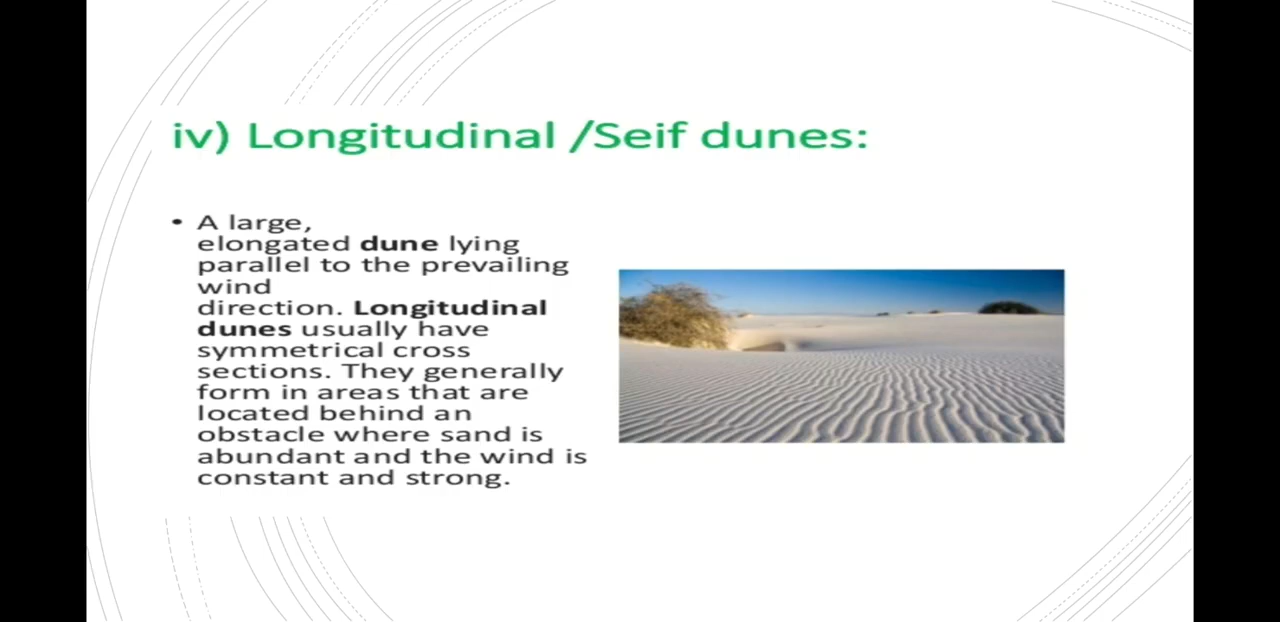 iv) Longitudinal /Seif dunes:
• A large,
elongated dune lying
parallel to the prevailing
wind
direction. Longitudinal
dunes usually have
symmetrical cross
sections. They generally
form in areas that are
located behind an
obstacle where sand is
abundant and the wind is
constant and strong.